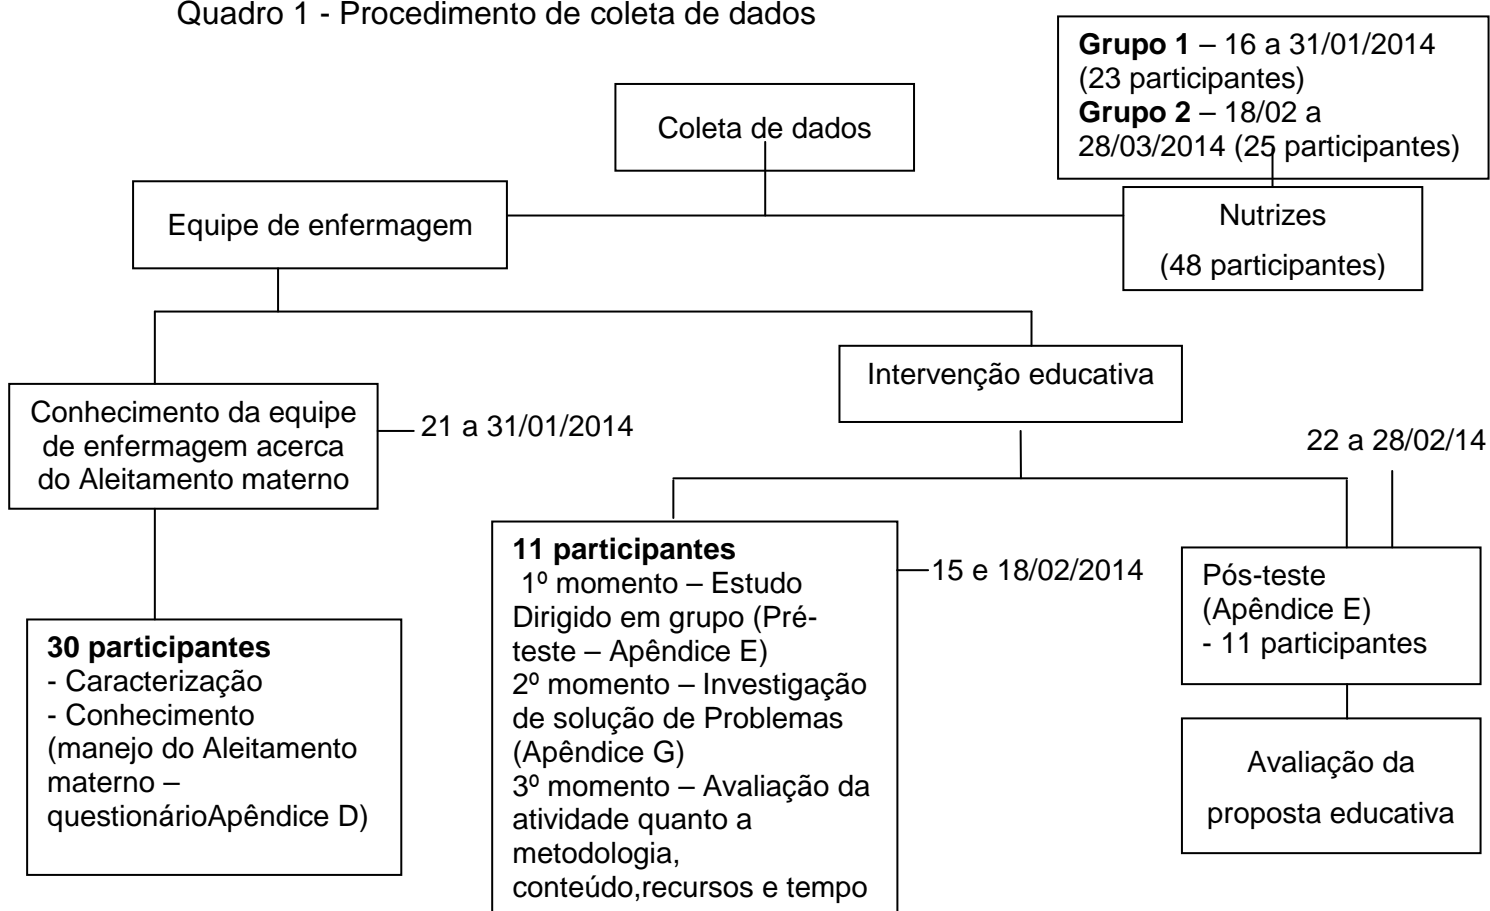 Quadro 1 - Procedimento de coleta de dados
Grupo 1 – 16 a 31/01/2014
(23 participantes)
Grupo 2 – 18/02 a
28/03/2014 (25 participantes)
Coleta de dados
Equipe de enfermagem
Nutrizes
(48 participantes)
Intervenção educativa
Conhecimento da equipe
de enfermagem acerca
do Aleitamento materno
21 a 31/01/2014
22 a 28/02/14
30 participantes
- Caracterização
- Conhecimento
(manejo do Aleitamento
materno –
questionárioApêndice D)
11 participantes
1º momento – Estudo
Dirigido em grupo (Pré-
teste – Apêndice E)
2º momento – Investigação
de solução de Problemas
(Apêndice G)
3º momento – Avaliação da
atividade quanto a
metodologia,
conteúdo,recursos e tempo
15 e 18/02/2014
Pós-teste
(Apêndice E)
- 11 participantes
Avaliação da
proposta educativa